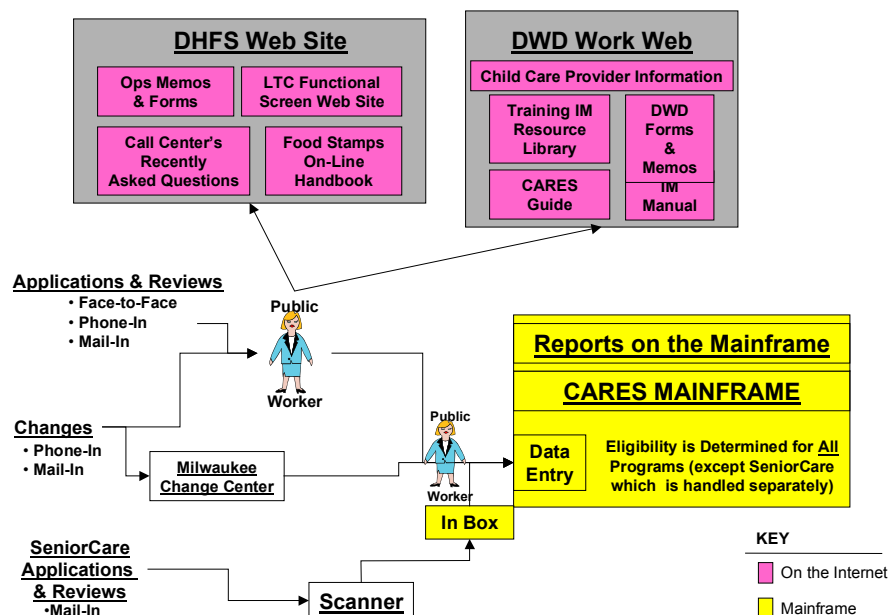 DHFS Web Site
Ops Memos
& Forms
LTC Functional
Screen Web Site
Call Center's
Recently
Asked Questions
Food Stamps
On-Line
Handbook
DWD Work Web
Child Care Provider Information
Training IM
Resource
Library
DWD
Forms
&
Memos
CARES
Guide
IM
Manual
Applications & Reviews
• Face-to-Face
• Phone-In
• Mail-In
Public
Worker
Changes
• Phone-In
• Mail-In
Milwaukee
Change Center
Public
Worker
Reports on the Mainframe
CARES MAINFRAME
Data
Entry
Eligibility is Determined for All
Programs (except SeniorCare
which is handled separately)
In Box
SeniorCare
Applications
& Reviews
•Mail-In
Scanner
KEY
On the Internet
Mainframe